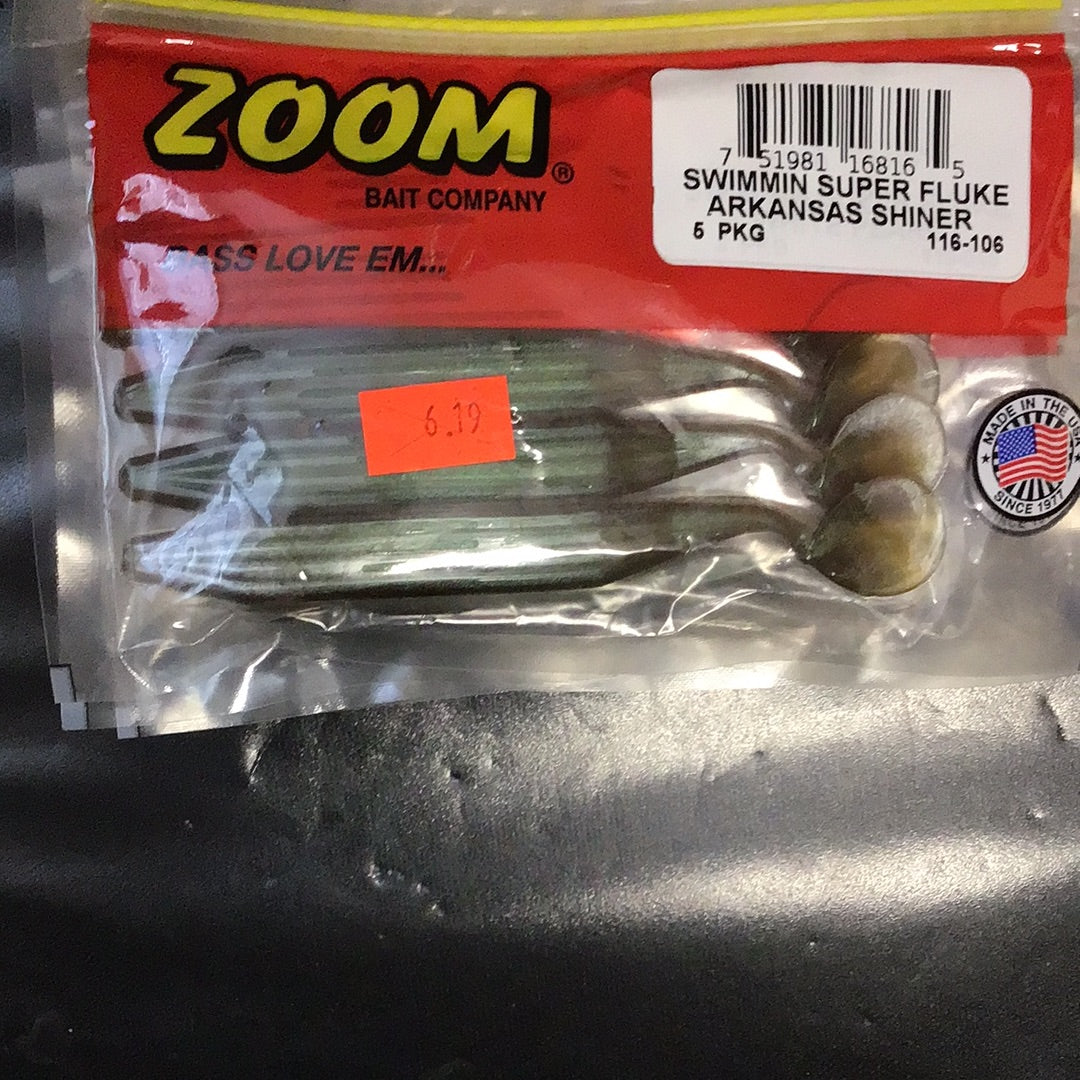 ZOOM®
BAIT COMPANY
BASS LOVE EM...
7 51981 16816 5
SWIMMIN SUPER FLUKE
ARKANSAS SHINER
5 PKG 116-106
6.19
MADE IN THE USA
SINCE 1977